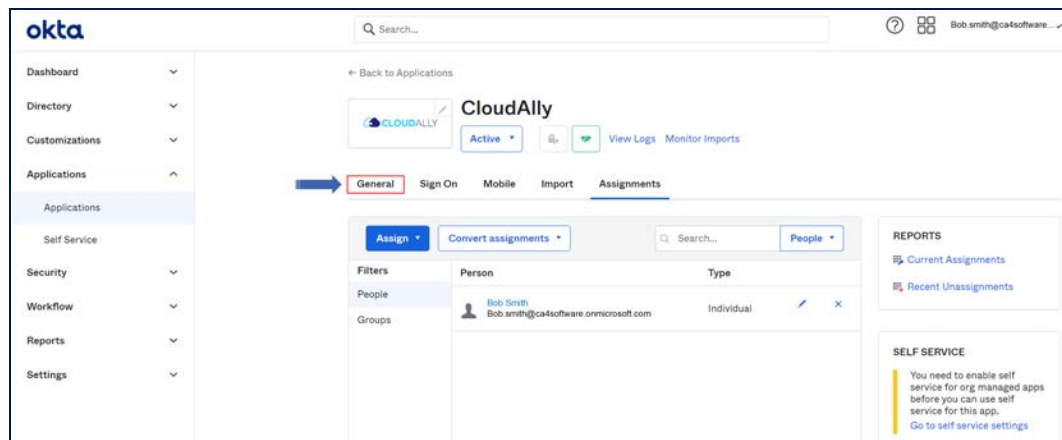 okta
Search...
Bob.smith@ca4software...
Dashboard
Directory
Customizations
Applications
Applications
Self Service
Security
Workflow
Reports
Settings
← Back to Applications
CLOUDALLY
CloudAlly
Active
View Logs Monitor Imports
General Sign On Mobile Import Assignments
Assign Convert assignments Search... People
Filters Person Type
People
Groups
Bob Smith
Bob.smith@ca4software.onmicrosoft.com
Individual
REPORTS
Current Assignments
Recent Unassignments
SELF SERVICE
You need to enable self
service for org managed apps
before you can use self
service for this app.
Go to self service settings